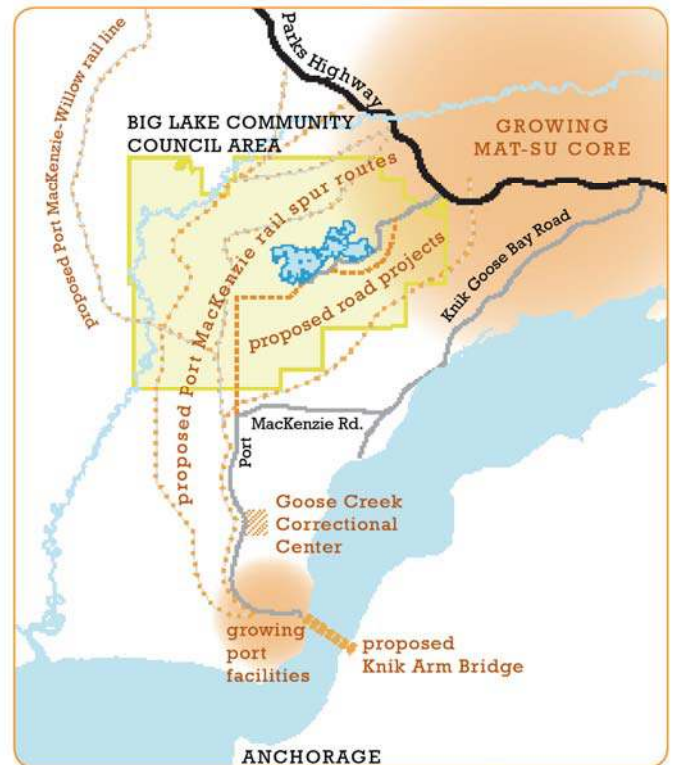 Parks Highway
proposed Port MacKenzie-Willow rail line
BIG LAKE COMMUNITY
COUNCIL AREA
GROWING
MAT-SU CORE
proposed Port MacKenzie rail spur routes
proposed road projects
Knik Goose Bay Road
Port
MacKenzie Rd.
Goose Creek
Correctional
Center
growing
port
facilities
proposed
Knik Arm Bridge
ANCHORAGE